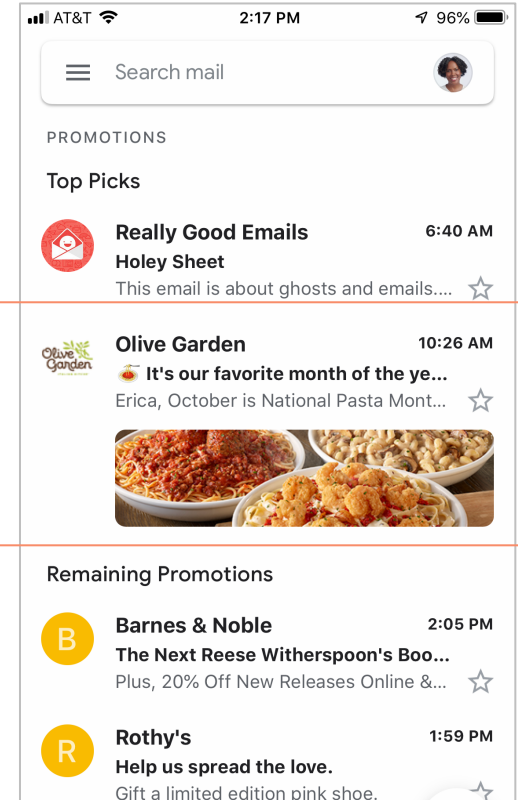 AT&T 2:17 PM 96%
Search mail
PROMOTIONS
Top Picks
Really Good Emails 6:40 AM
Holey Sheet
This email is about ghosts and emails....
Olive Garden 10:26 AM
Olive
Garden
It's our favorite month of the ye...
Erica, October is National Pasta Mont...
Remaining Promotions
B
Barnes & Noble 2:05 PM
The Next Reese Witherspoon's Boo...
Plus, 20% Off New Releases Online &...
R
Rothy's 1:59 PM
Help us spread the love.
Gift a limited edition pink shoe.